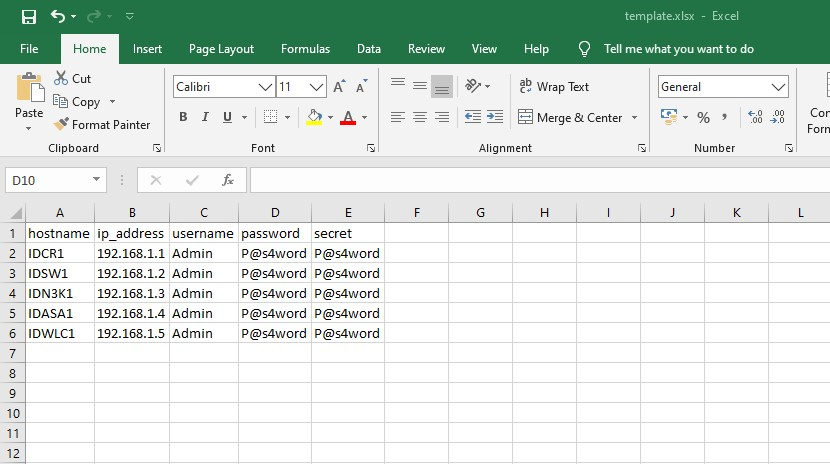 template.xlsx - Excel
File Home Insert Page Layout Formulas Data Review View Help Tell me what you want to do
Paste
Cut
Copy
Format Painter
Clipboard
Calibri 11
B I U
Font
Wrap Text
Merge & Center
Alignment
General
% , .00 .00
Number
D10 fx
A B C D E F G H I J K L
1 hostname ip_address username password secret
2 IDCR1 192.168.1.1 Admin P@s4word P@s4word
3 IDSW1 192.168.1.2 Admin P@s4word P@s4word
4 IDN3K1 192.168.1.3 Admin P@s4word P@s4word
5 IDASA1 192.168.1.4 Admin P@s4word P@s4word
6 IDWLC1 192.168.1.5 Admin P@s4word P@s4word
7
8
9
10
11
12